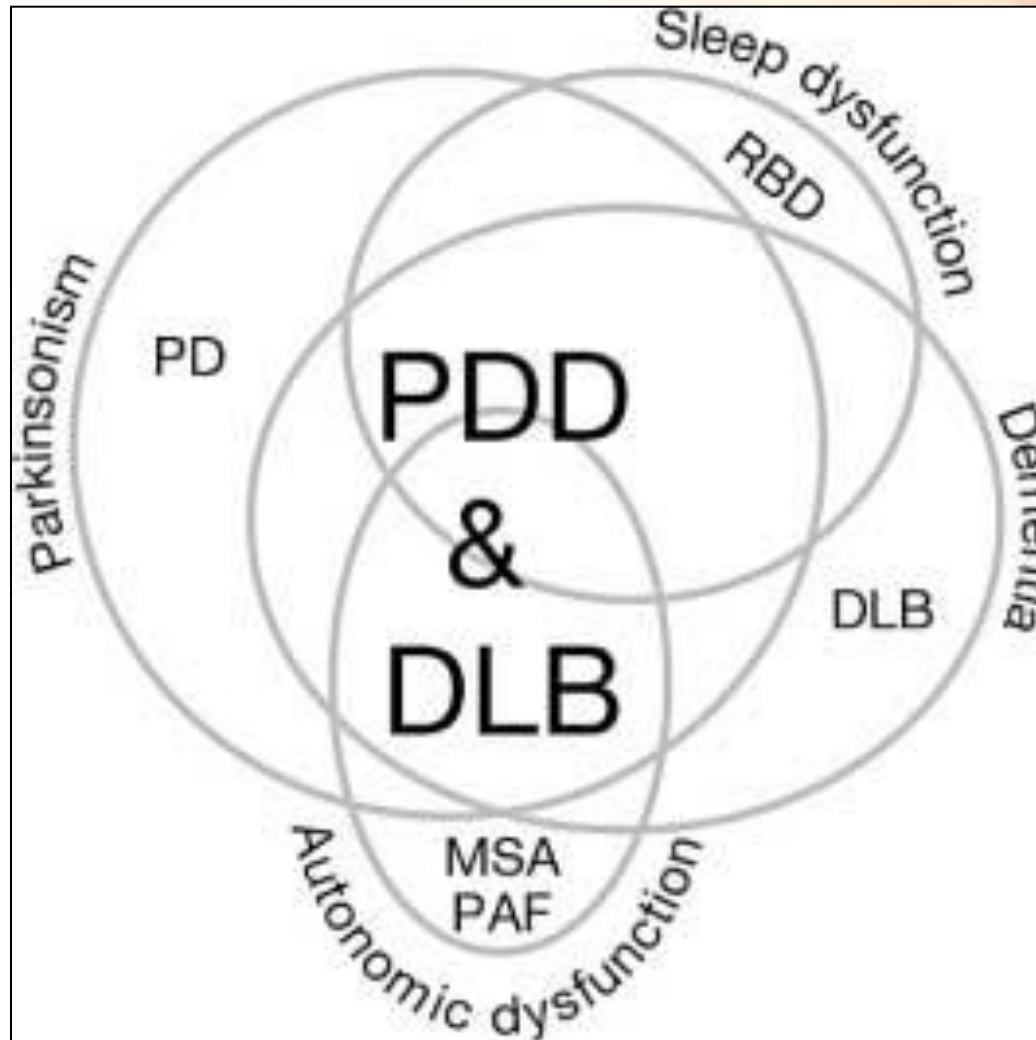 Sleep dysfunction
RBD
Parkinsonism
PD
PDD
&
DLB
Dementia
DLB
MSA
PAF
Autonomic dysfunction